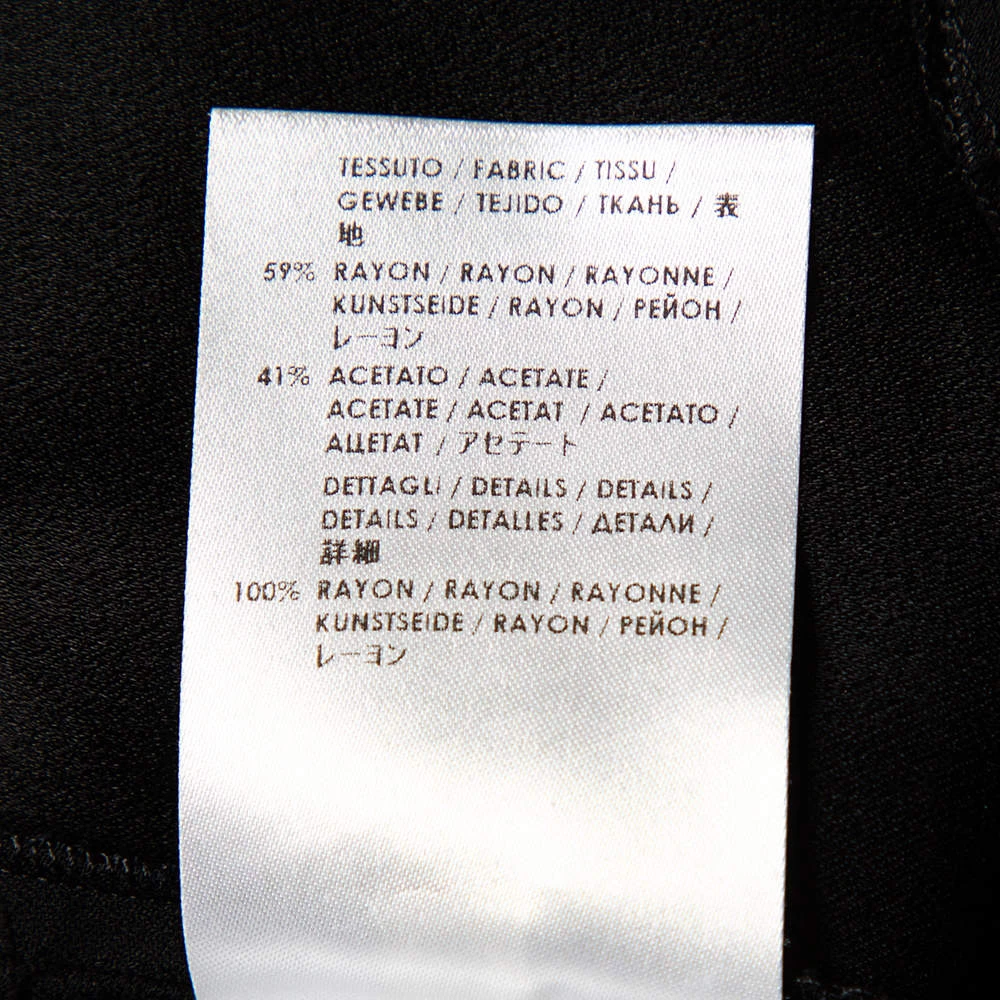 TESSUTO / FABRIC / TISSU /
GEWEBE / TEJIDO / ТКАНЬ / 表
地
59% RAYON / RAYON / RAYONNE /
KUNSTSEIDE / RAYON / РЕЙОН /
レーヨン
41% ACETATO / ACETATE /
ACETATE / ACETAT / ACETATO /
АЦЕТАТ / アセテート
DETTAGLI / DETAILS / DETAILS /
DETAILS / DETALLES / ДЕТАЛИ /
詳細
100% RAYON / RAYON / RAYONNE /
KUNSTSEIDE / RAYON / РЕЙОН /
レーヨン